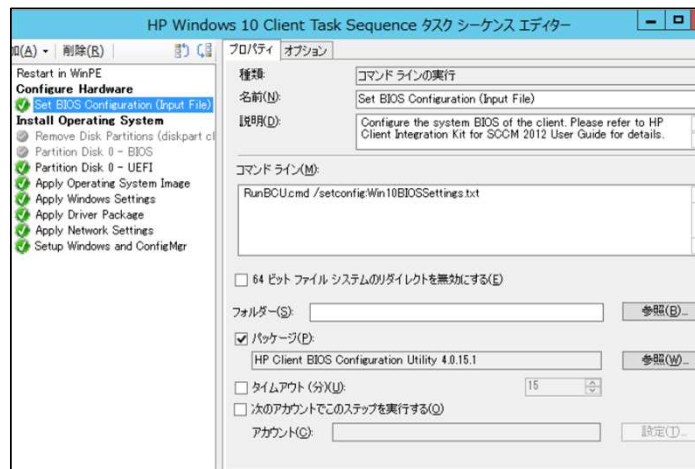 HP Windows 10 Client Task Sequence タスク シーケンス エディター
(A) 削除(R)
プロパティ オプション
Restart in WinPE
Configure Hardware
Set BIOS Configuration (Input File)
Install Operating System
Remove Disk Partitions (diskpart cl
Partition Disk 0 - BIOS
Partition Disk 0 - UEFI
Apply Operating System Image
Apply Windows Settings
Apply Driver Package
Apply Network Settings
Setup Windows and ConfigMgr
種類: コマンド ラインの実行
名前(N): Set BIOS Configuration (Input File)
説明(D): Configure the system BIOS of the client. Please refer to HP
Client Integration Kit for SCCM 2012 User Guide for details.
コマンド ライン(M):
RunBCU.cmd /setconfig:Win10BIOSSettings.txt
64 ビット ファイル システムのリダイレクトを無効にする(E)
フォルダー(S): 参照(B)...
パッケージ(P):
HP Client BIOS Configuration Utility 4.0.15.1 参照(W)...
タイムアウト (分)(U): 15
次のアカウントでこのステップを実行する(O)
アカウント(C): 設定(T)...